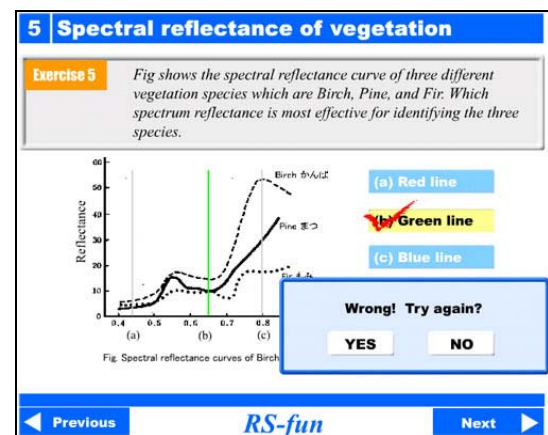 5 Spectral reflectance of vegetation
Exercise 5
Fig shows the spectral reflectance curve of three different
vegetation species which are Birch, Pine, and Fir. Which
spectrum reflectance is most effective for identifying the three
species.
60
50
40
30
20
10
0
Reflectance
Birch かんば
Pine まつ
Fir もみ
0.4 0.5 0.6 0.7 0.8
(a) (b) (c)
Fig. Spectral reflectance curves of Birch
(a) Red line
(b) Green line
(c) Blue line
Wrong! Try again?
YES NO
Previous
RS-fun
Next